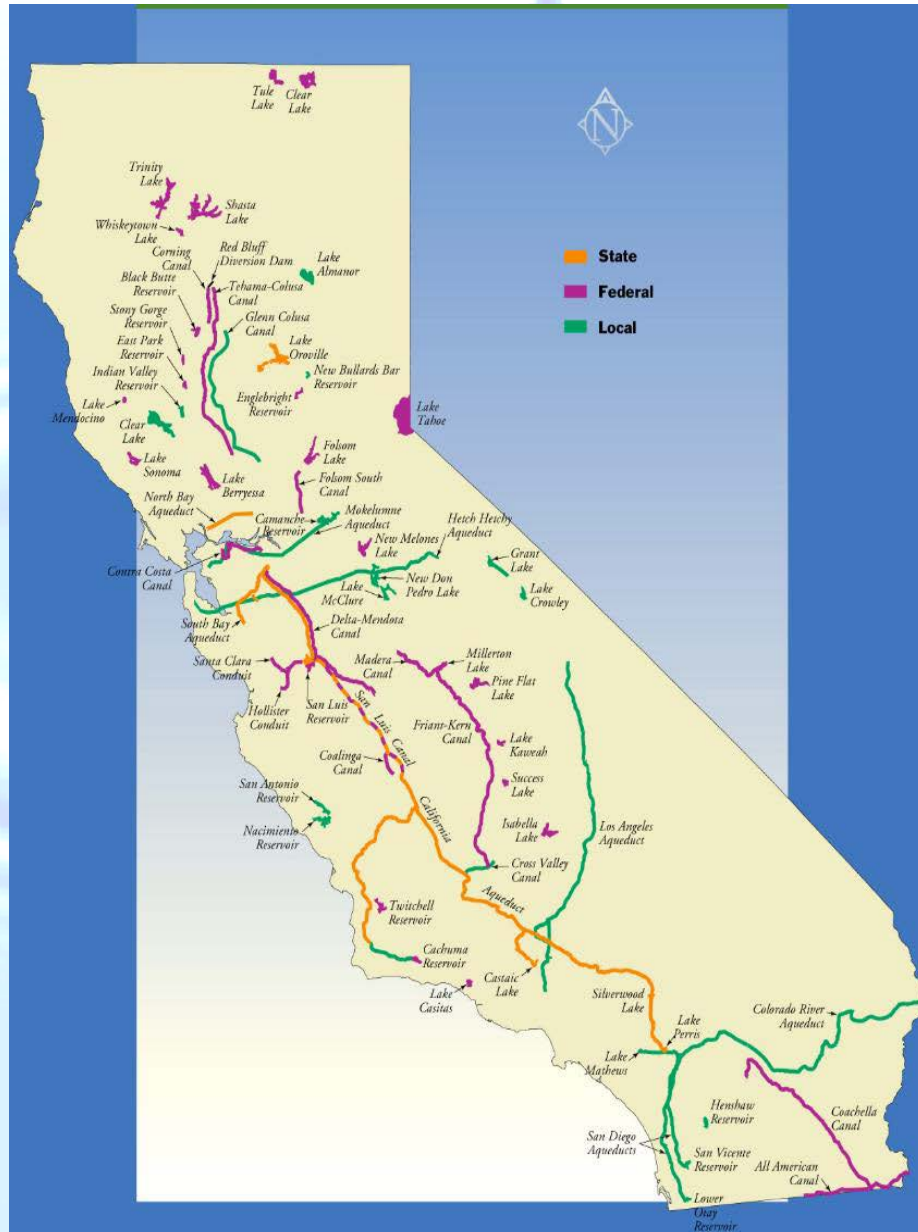 Tule
Lake
Clear
Lake
N
Trinity
Lake
Shasta
Lake
Whiskeytown
Lake
Corning
Canal
Red Bluff
Diversion Dam
Lake
Almanor
State
Federal
Local
Black Butte
Reservoir
Tehama-Colusa
Canal
Stony Gorge
Reservoir
Glenn Colusa
Canal
East Park
Reservoir
Lake
Oroville
Indian Valley
Reservoir
New Bullards Bar
Reservoir
Lake
Mendocino
Englebright
Reservoir
Lake
Tahoe
Clear
Lake
Lake
Sonoma
Folsom
Lake
Lake
Berryessa
Folsom South
Canal
North Bay
Aqueduct
Camanche
Reservoir
Mokelumne
Aqueduct
Hetch Hetchy
Aqueduct
New Melones
Lake
Grant
Lake
Contra Costa
Canal
Lake
McClure
New Don
Pedro Lake
Lake
Crowley
South Bay
Aqueduct
Delta-Mendota
Canal
Santa Clara
Conduit
Madera
Canal
Millerton
Lake
Pine Flat
Lake
Hollister
Conduit
San Luis
Reservoir
San Luis Canal
Friant-Kern
Canal
Lake
Kaweah
Coalinga
Canal
Success
Lake
San Antonio
Reservoir
Nacimiento
Reservoir
California
Isabella
Lake
Los Angeles
Aqueduct
Cross Valley
Canal
Aqueduct
Twitchell
Reservoir
Cachuma
Reservoir
Castaic
Lake
Lake
Casitas
Silverwood
Lake
Colorado River
Aqueduct
Lake
Perris
Lake
Mathews
Henshaw
Reservoir
Coachella
Canal
San Diego
Aqueducts
San Vicente
Reservoir
All American
Canal
Lower
Otay
Reservoir